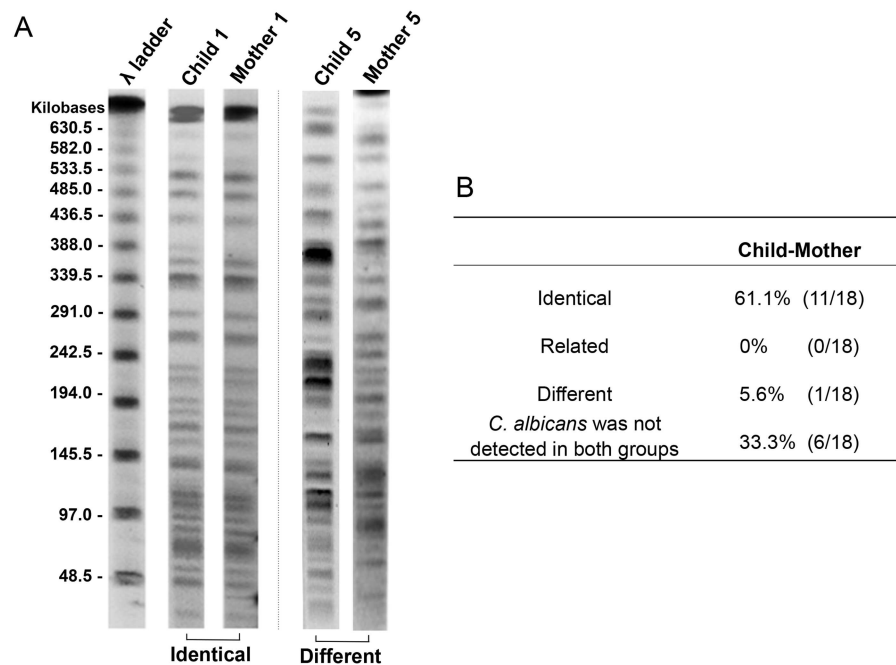 A
λ ladder
Child 1
Mother 1
Child 5
Mother 5
Kilobases
630.5 -
582.0 -
533.5 -
485.0 -
436.5 -
388.0 -
339.5 -
291.0 -
242.5 -
194.0 -
145.5 -
97.0 -
48.5 -
Identical
Different
B
Child-Mother
Identical 61.1% (11/18)
Related 0% (0/18)
Different 5.6% (1/18)
C. albicans was not
detected in both groups 33.3% (6/18)